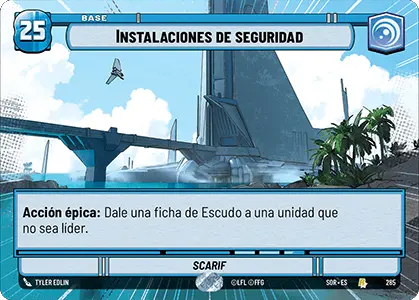 25
BASE
INSTALACIONES DE SEGURIDAD
Acción épica: Dale una ficha de Escudo a una unidad que
no sea líder.
SCARIF
TYLER EDLIN
©LFL ©FFG
SOR • ES
285